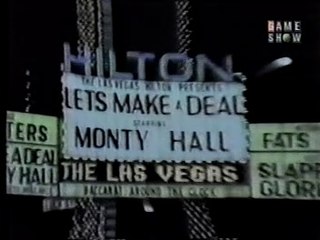 GAME
SHOW
HILTON
THE LAS VEGAS HILTON PRESENTS
LETS MAKE A DEAL
STARRING
MONTY HALL
THE LAS VEGAS
BACCARAT AROUND THE CLOCK
TERS
A DEAL
Y HALL
FATS
SLAPP
GLOR